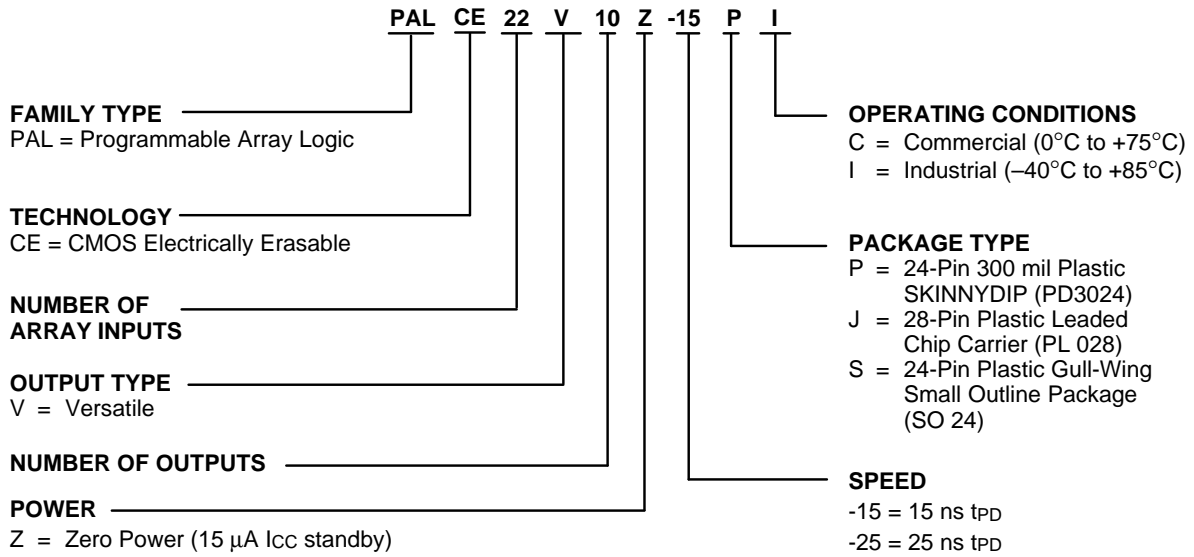 PAL CE 22 V 10 Z -15 P I
FAMILY TYPE
PAL = Programmable Array Logic
TECHNOLOGY
CE = CMOS Electrically Erasable
NUMBER OF
ARRAY INPUTS
OUTPUT TYPE
V = Versatile
NUMBER OF OUTPUTS
POWER
Z = Zero Power (15 µA ICC standby)
OPERATING CONDITIONS
C = Commercial (0°C to +75°C)
I = Industrial (–40°C to +85°C)
PACKAGE TYPE
P = 24-Pin 300 mil Plastic
SKINNYDIP (PD3024)
J = 28-Pin Plastic Leaded
Chip Carrier (PL 028)
S = 24-Pin Plastic Gull-Wing
Small Outline Package
(SO 24)
SPEED
-15 = 15 ns tPD
-25 = 25 ns tPD